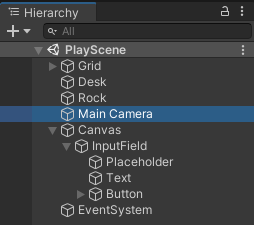 Hierarchy
All
PlayScene
Grid
Desk
Rock
Main Camera
Canvas
InputField
Placeholder
Text
Button
EventSystem